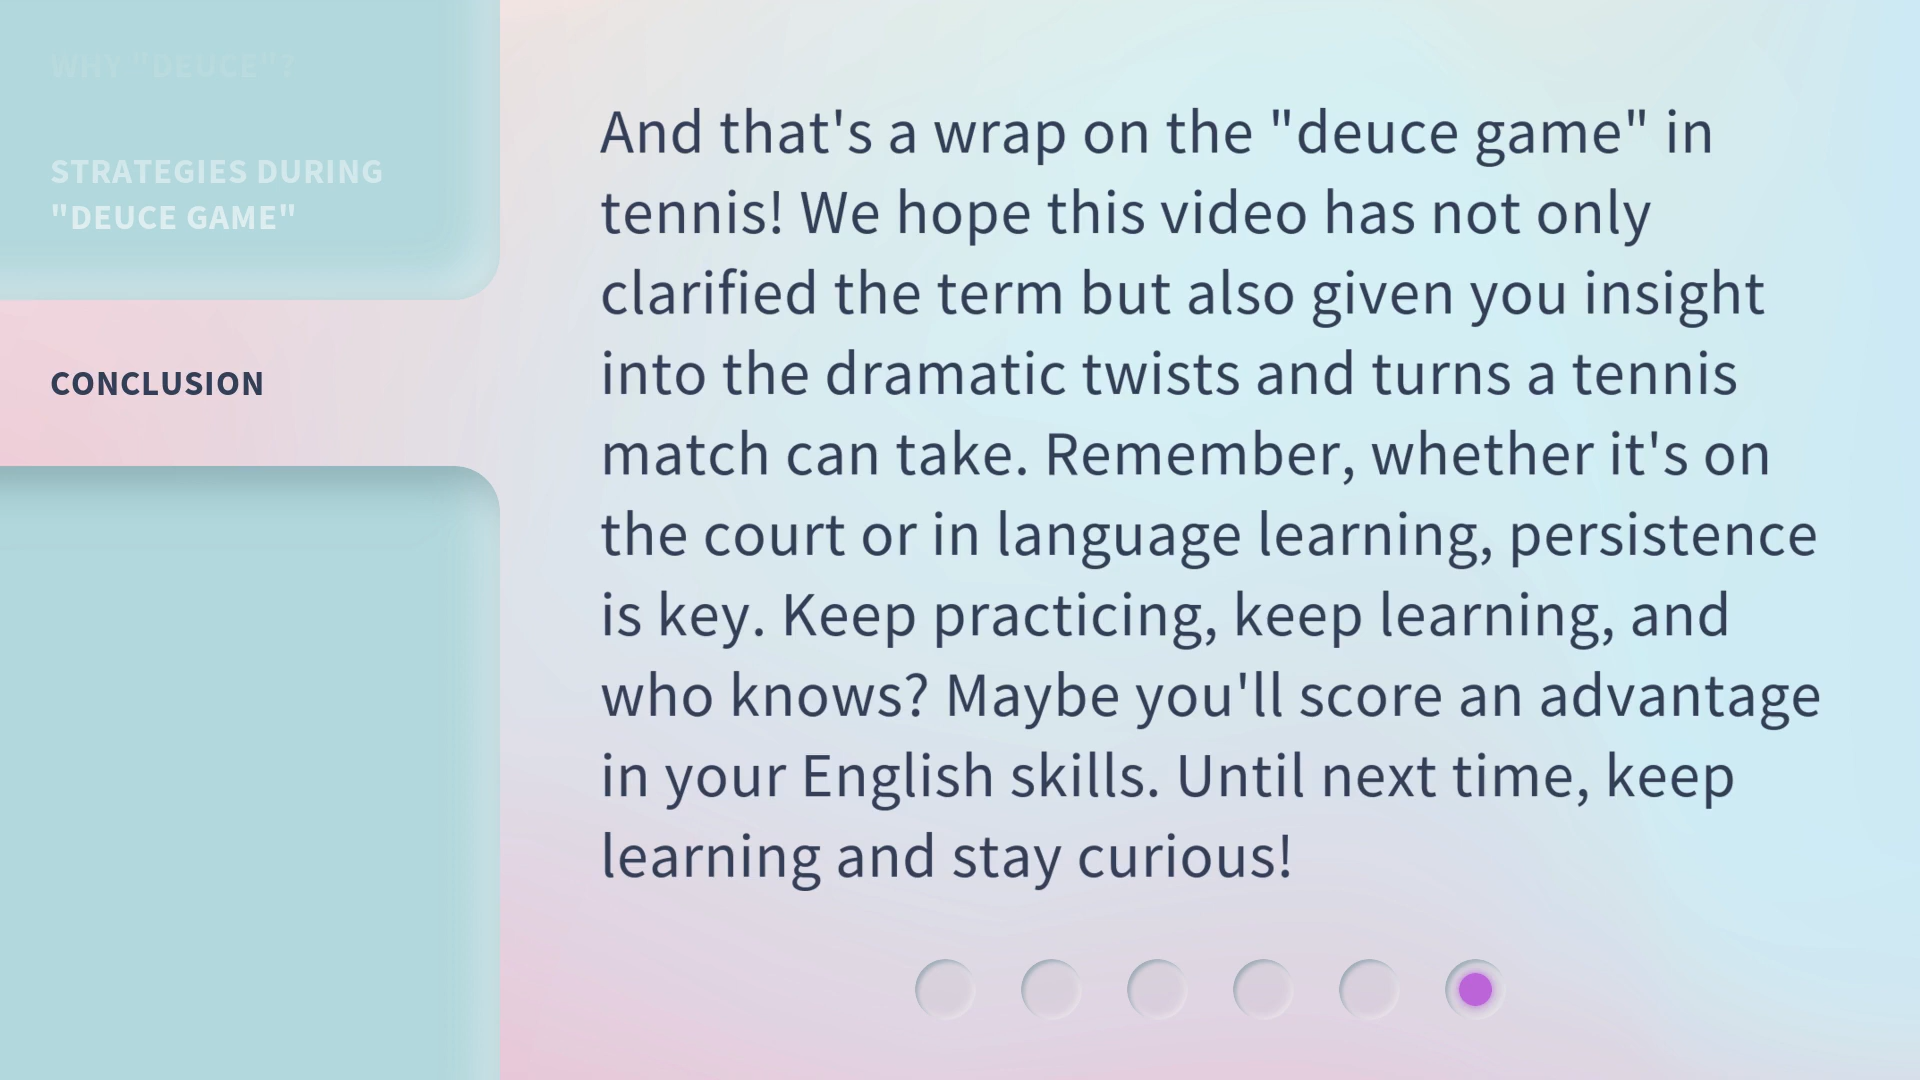 WHY "DEUCE"?
STRATEGIES DURING
"DEUCE GAME"
CONCLUSION
And that's a wrap on the "deuce game" in
tennis! We hope this video has not only
clarified the term but also given you insight
into the dramatic twists and turns a tennis
match can take. Remember, whether it's on
the court or in language learning, persistence
is key. Keep practicing, keep learning, and
who knows? Maybe you'll score an advantage
in your English skills. Until next time, keep
learning and stay curious!